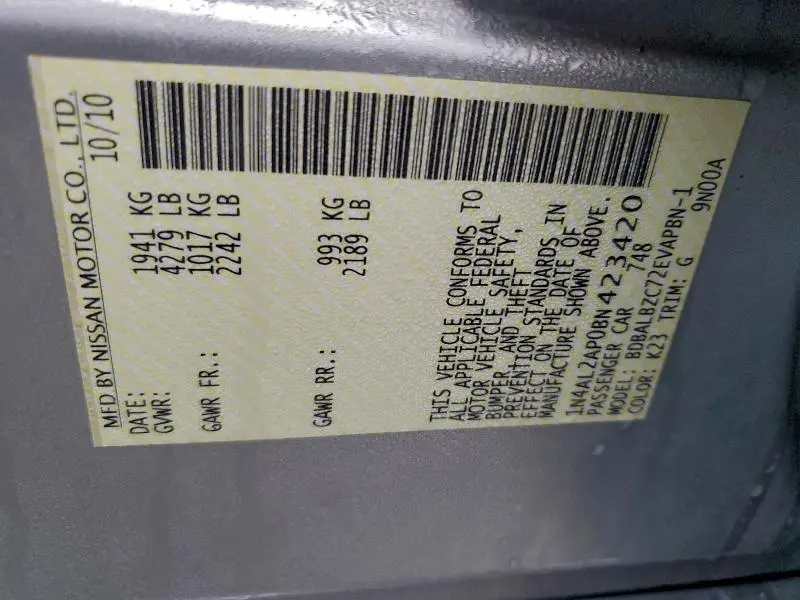 MFD BY NISSAN MOTOR CO., LTD.
DATE: 10/10
GVWR: 1941 KG
4279 LB
GAWR FR.: 1017 KG
2242 LB
GAWR RR.: 993 KG
2189 LB
THIS VEHICLE CONFORMS TO
ALL APPLICABLE FEDERAL
MOTOR VEHICLE SAFETY,
BUMPER, AND THEFT
PREVENTION STANDARDS IN
EFFECT ON THE DATE OF
MANUFACTURE SHOWN ABOVE.
1N4AL2AP0BN423420
PASSENGER CAR 748
MODEL: BDBALBZC72EVAPBN-1
COLOR: K23 TRIM: G 9N00A